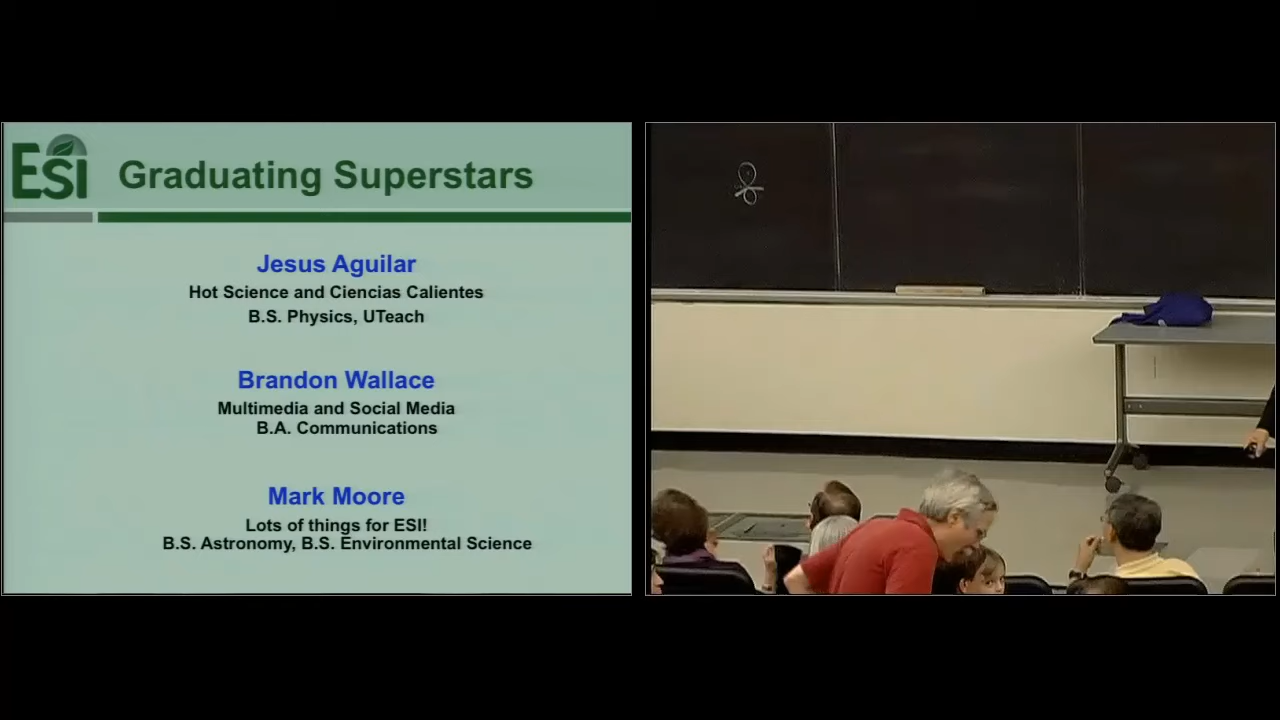 ESI
Graduating Superstars
Jesus Aguilar
Hot Science and Ciencias Calientes
B.S. Physics, UTeach
Brandon Wallace
Multimedia and Social Media
B.A. Communications
Mark Moore
Lots of things for ESI!
B.S. Astronomy, B.S. Environmental Science